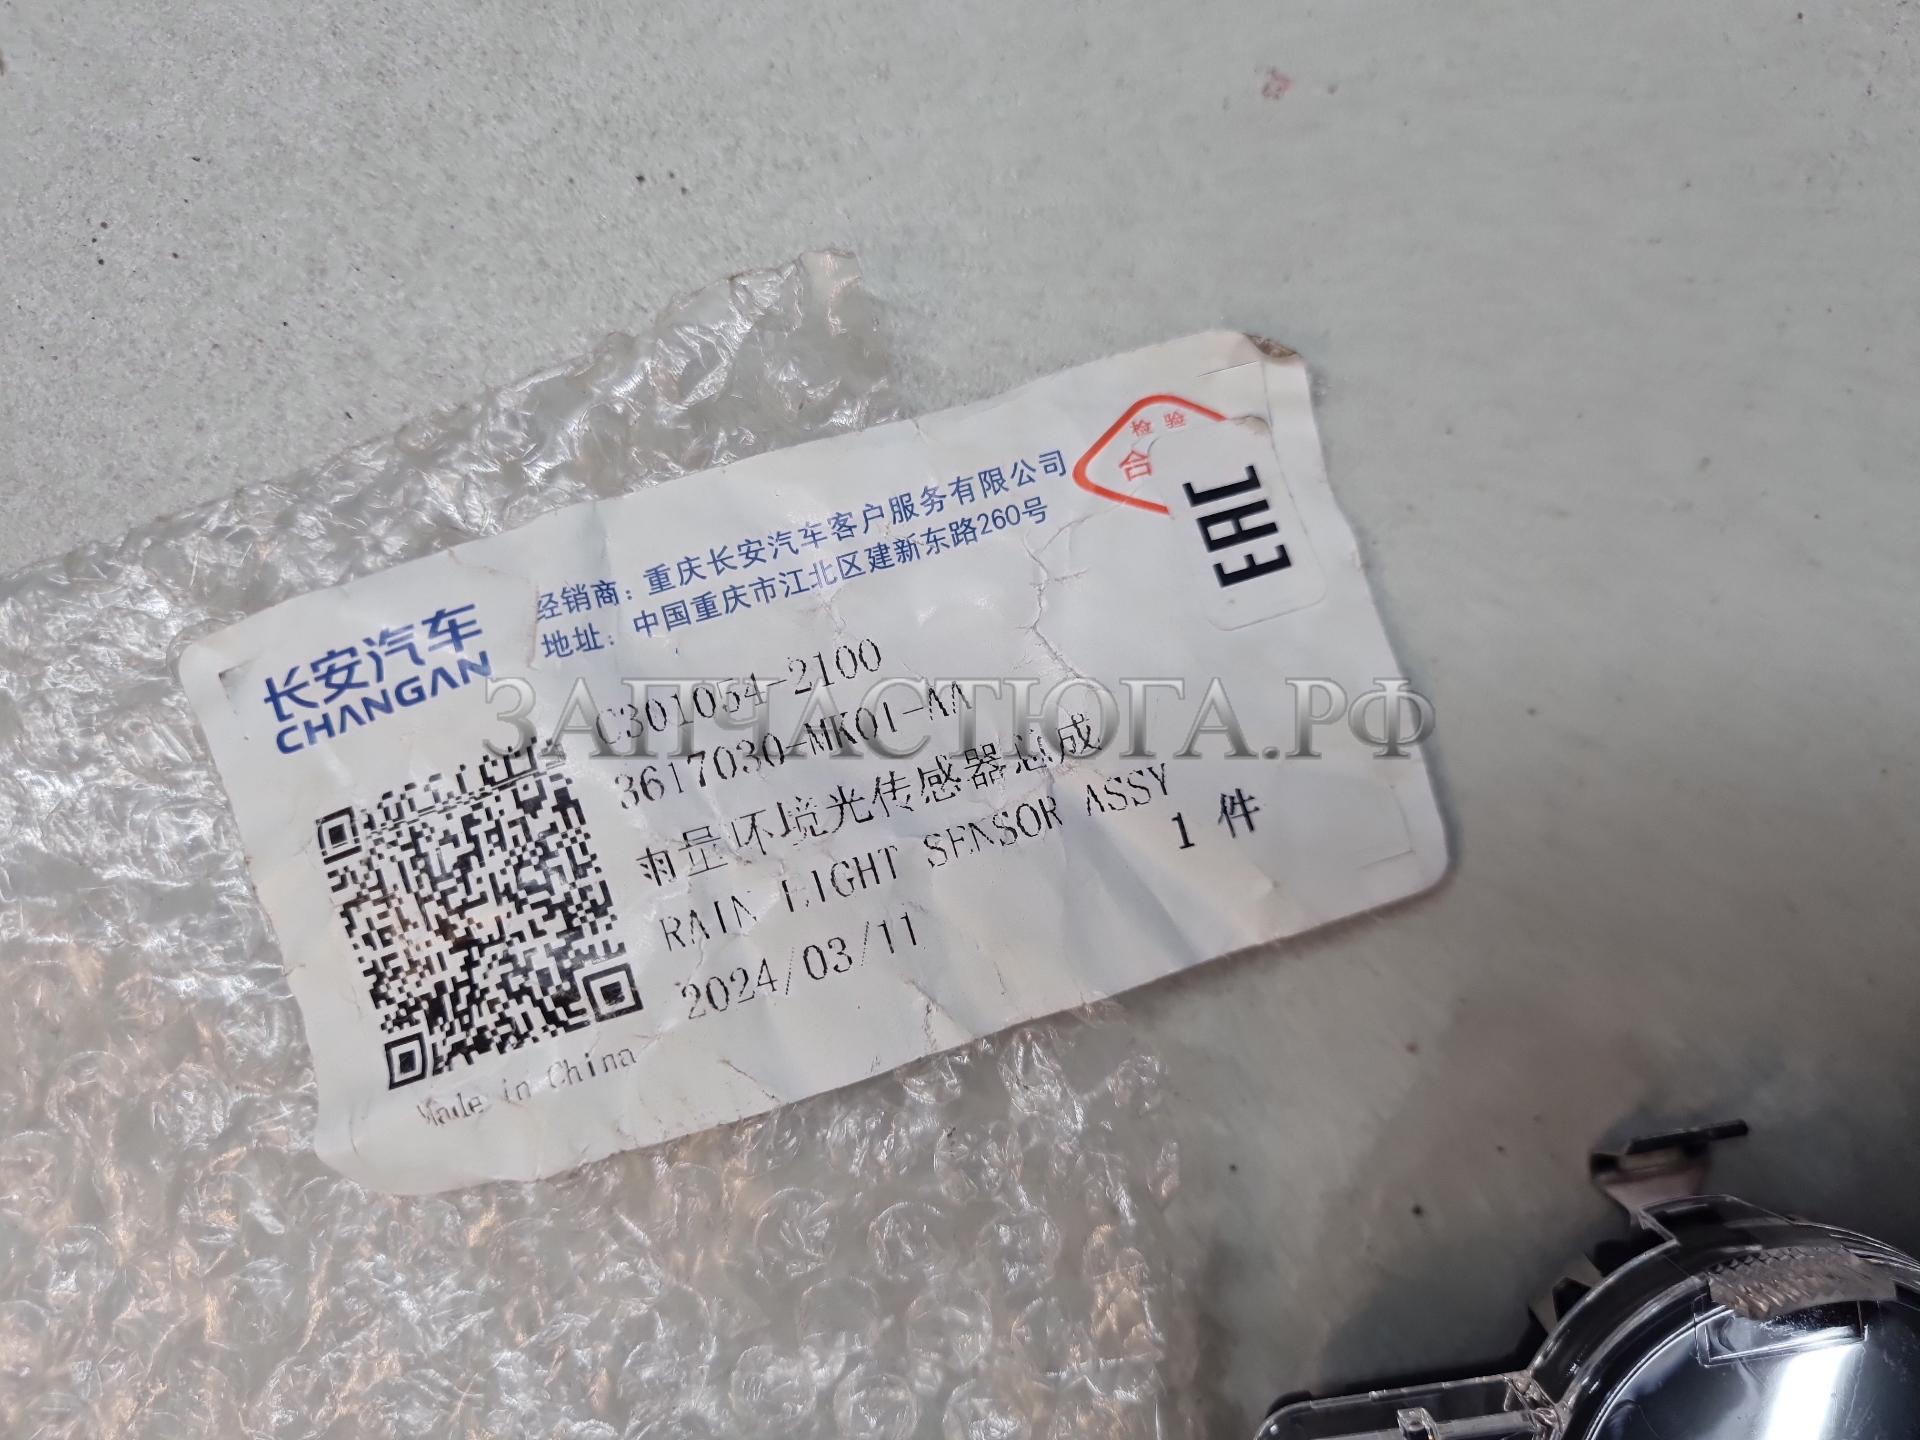 检 验
合
EAC
经销商：重庆长安汽车客户服务有限公司
地址：中国重庆市江北区建新东路260号
长安汽车
CHANGAN
C301054-2100
3617030-MK01-AA
雨量环境光传感器总成
RAIN LIGHT SENSOR ASSY
1 件
2024/03/11
Made in China
ЗАПЧАСТЮГА.РФ